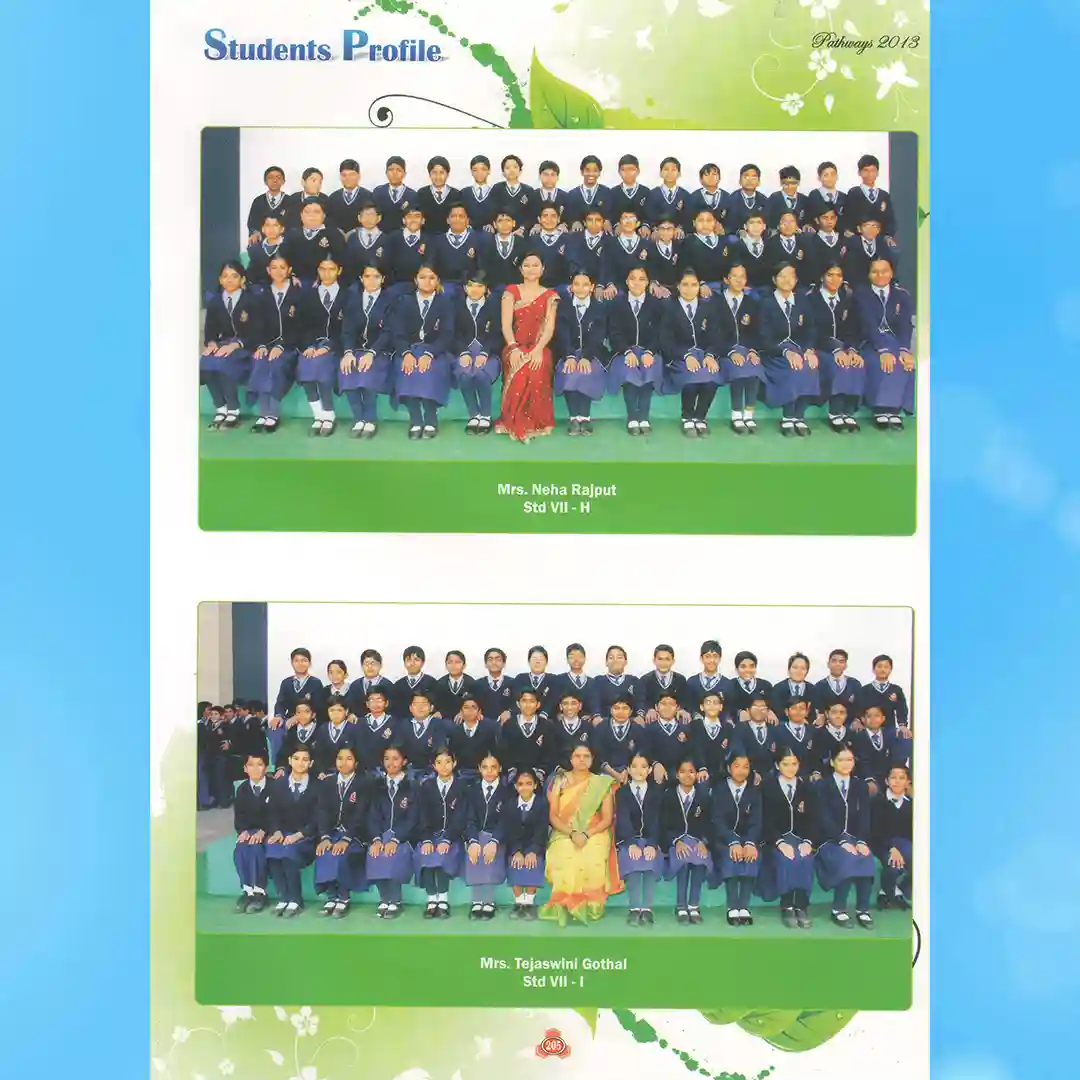 Students Profile
Pathways 2013
Mrs. Neha Rajput
Std VII - H
Mrs. Tejaswini Gothal
Std VII - I
205